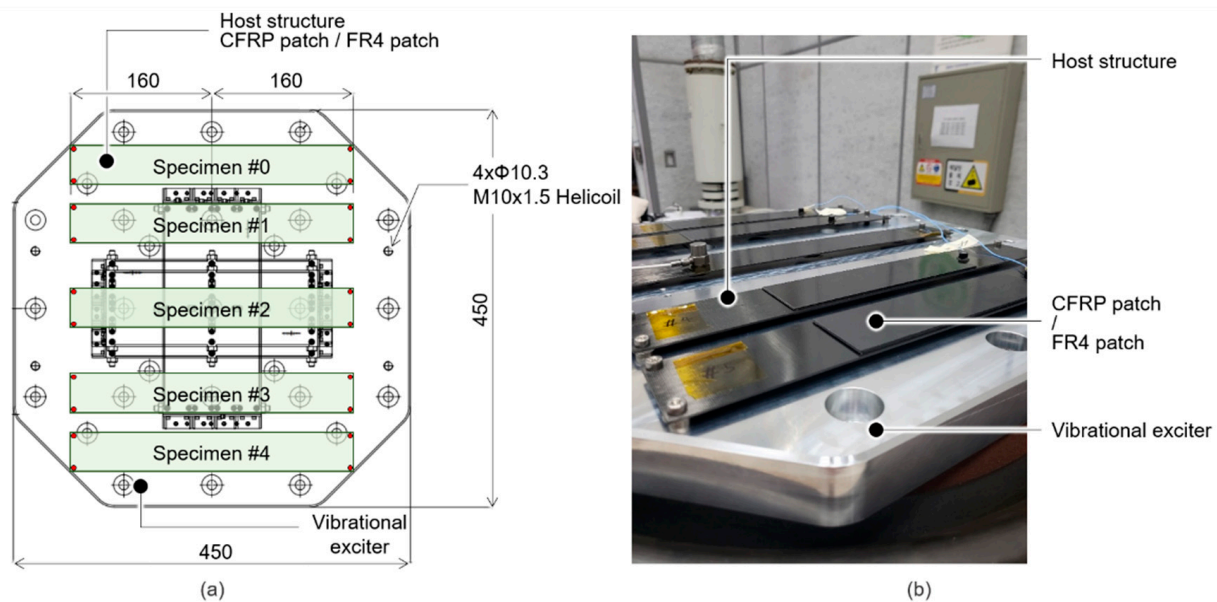 Host structure
CFRP patch / FR4 patch
160
160
4xΦ10.3
M10x1.5 Helicoil
Specimen #0
Specimen #1
Specimen #2
Specimen #3
Specimen #4
450
Vibrational
exciter
450
(a)
Host structure
CFRP patch
/
FR4 patch
Vibrational exciter
(b)